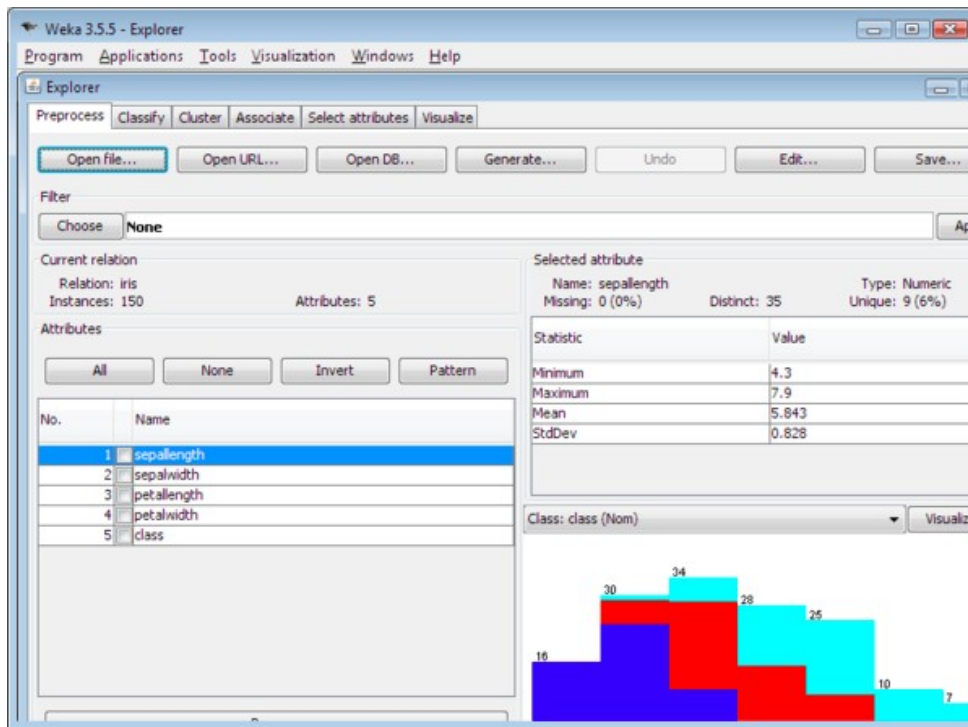 Weka 3.5.5 - Explorer
Program Applications Tools Visualization Windows Help
Explorer
Preprocess Classify Cluster Associate Select attributes Visualize
Open file... Open URL... Open DB... Generate... Undo Edit... Save...
Filter
Choose None
Current relation
Relation: iris
Instances: 150 Attributes: 5
Attributes
All None Invert Pattern
No. Name
1 sepallength
2 sepalwidth
3 petallength
4 petalwidth
5 class
Selected attribute
Name: sepallength Type: Numeric
Missing: 0 (0%) Distinct: 35 Unique: 9 (6%)
Statistic Value
Minimum 4.3
Maximum 7.9
Mean 5.843
StdDev 0.828
Class: class (Nom)
16 30 34 28 25 10 7